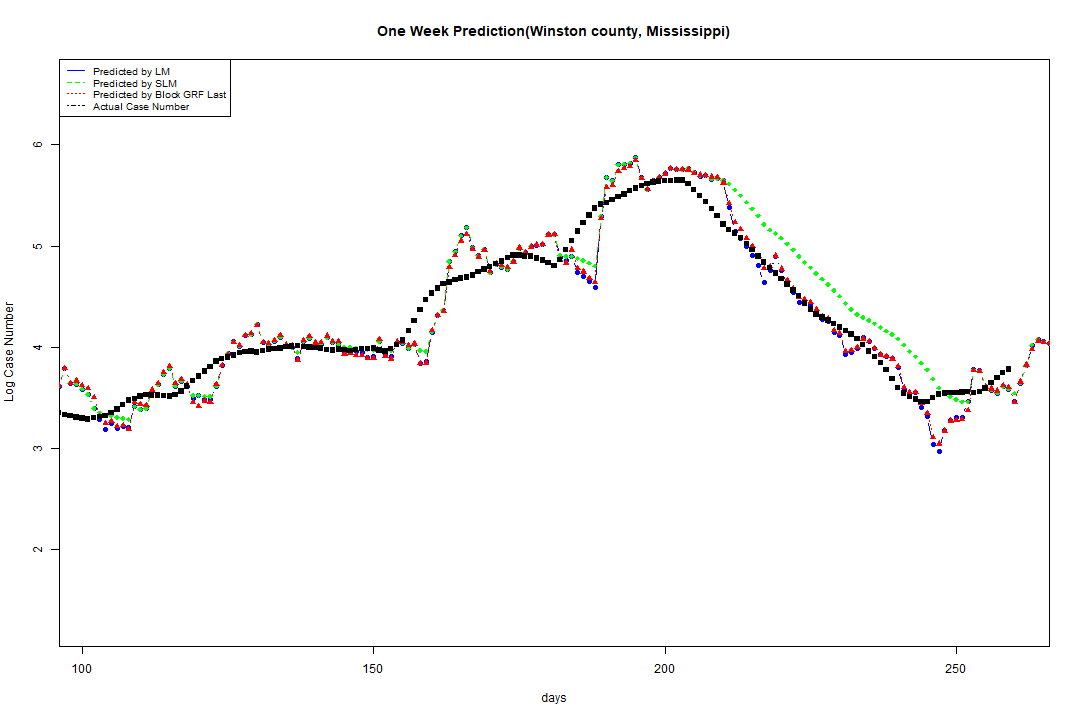 One Week Prediction(Winston county, Mississippi)
Predicted by LM
Predicted by SLM
Predicted by Block GRF Last
Actual Case Number
Log Case Number
6
5
4
3
2
100 150 200 250
days